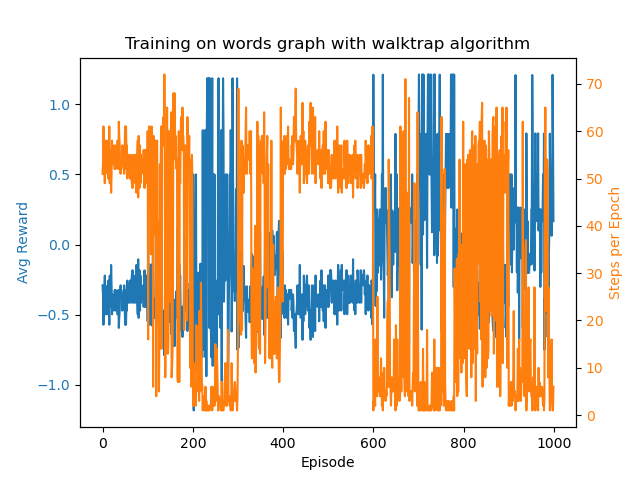 Training on words graph with walktrap algorithm
1.0
0.5
0.0
−0.5
−1.0
Avg Reward
70
60
50
40
30
20
10
0
Steps per Epoch
0 200 400 600 800 1000
Episode